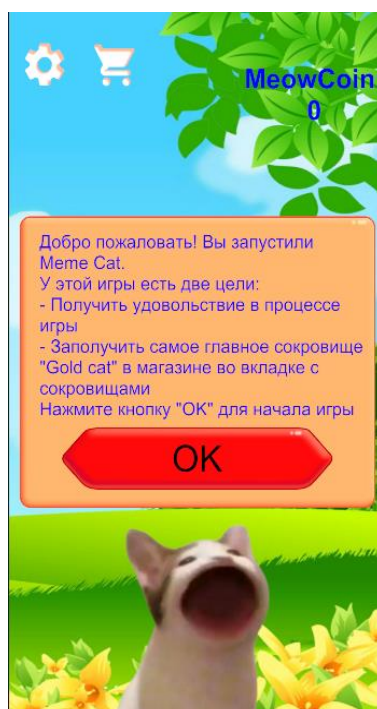 MeowCoin
0
Добро пожаловать! Вы запустили
Meme Cat.
У этой игры есть две цели:
- Получить удовольствие в процессе
игры
- Заполучить самое главное сокровище
"Gold cat" в магазине во вкладке с
сокровищами
Нажмите кнопку "OK" для начала игры
OK